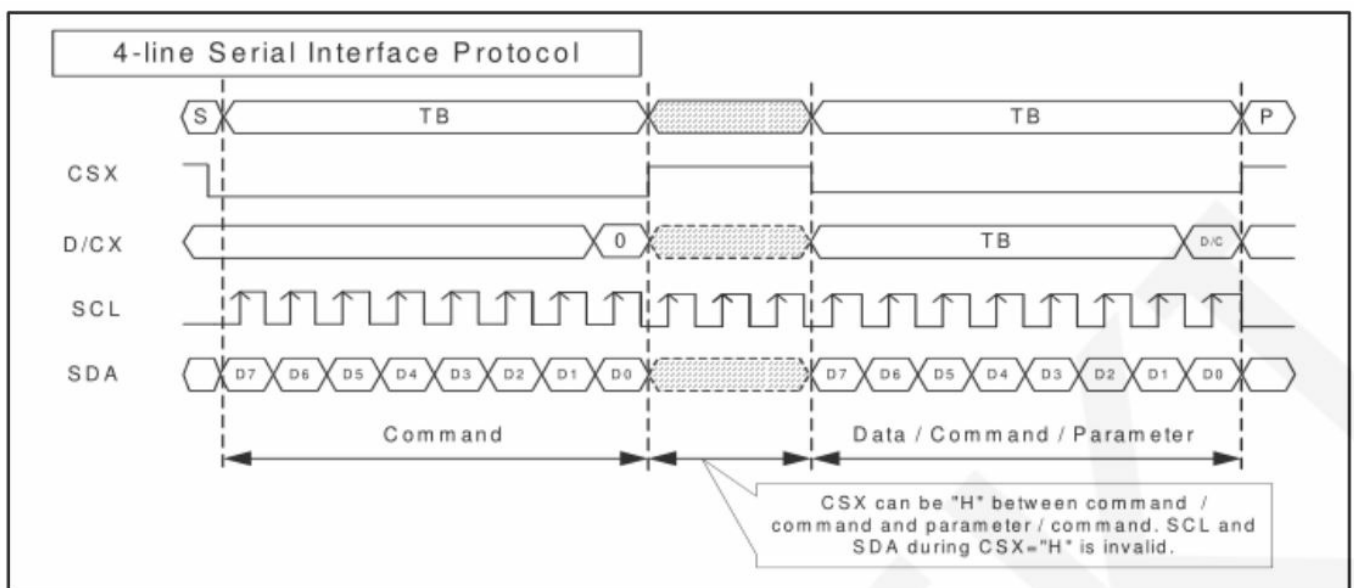 4-line Serial Interface Protocol
S TB TB P
CSX
D/CX 0 TB D/C
SCL
SDA D7 D6 D5 D4 D3 D2 D1 D0 D7 D6 D5 D4 D3 D2 D1 D0
Command Data / Command / Parameter
CSX can be "H" between command /
command and parameter / command. SCL and
SDA during CSX="H" is invalid.